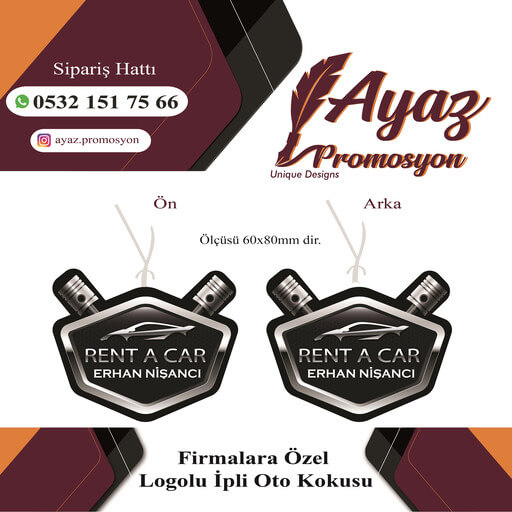 Sipariş Hattı
0532 151 75 66
ayaz.promosyon
Ayaz
Promosyon
Unique Designs
Ön
Arka
Ölçüsü 60x80mm dir.
RENT A CAR
ERHAN NİŞANCI
RENT A CAR
ERHAN NİŞANCI
Firmalara Özel
Logolu İpli Oto Kokusu